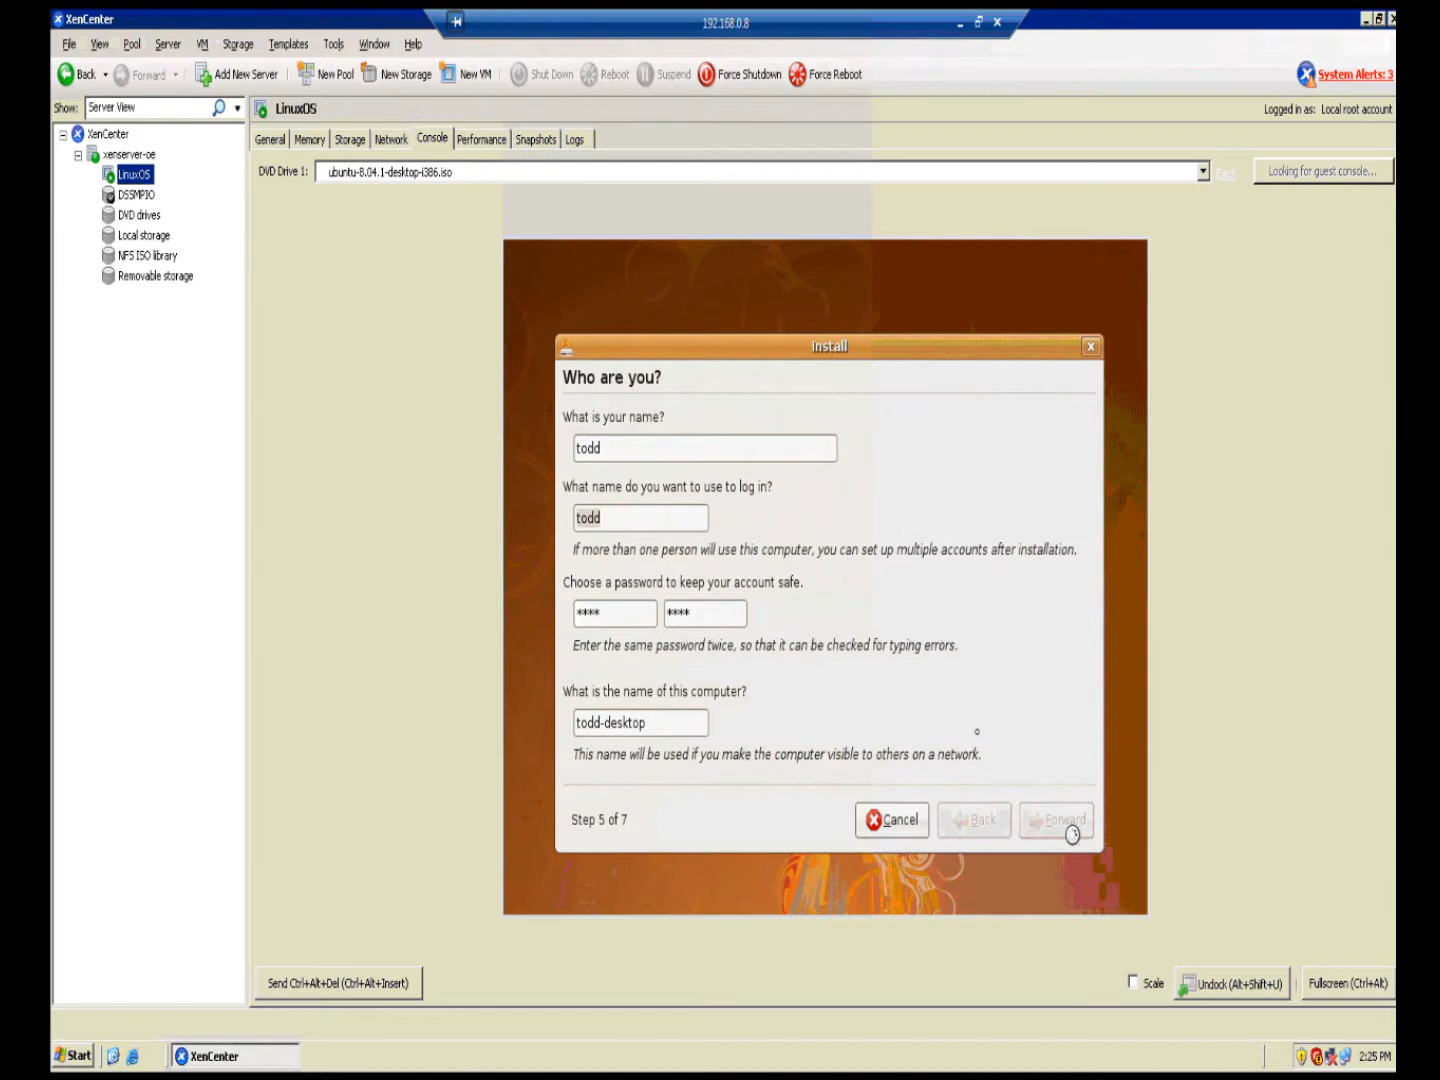 XenCenter
192.168.0.8
File View Pool Server VM Storage Templates Tools Window Help
Back Forward Add New Server New Pool New Storage New VM Shut Down Reboot Suspend Force Shutdown Force Reboot System Alerts: 3
Show: Server View LinuxOS Logged in as: Local root account
XenCenter
xenserver-oe
LinuxOS
DSSMPIO
DVD drives
Local storage
NFS ISO library
Removable storage
General Memory Storage Network Console Performance Snapshots Logs
DVD Drive 1: ubuntu-8.04.1-desktop-i386.iso Eject Looking for guest console...
Install
Who are you?
What is your name?
todd
What name do you want to use to log in?
todd
If more than one person will use this computer, you can set up multiple accounts after installation.
Choose a password to keep your account safe.
**** ****
Enter the same password twice, so that it can be checked for typing errors.
What is the name of this computer?
todd-desktop
This name will be used if you make the computer visible to others on a network.
Step 5 of 7 Cancel Back Forward
Send Ctrl+Alt+Del (Ctrl+Alt+Insert) Scale Undock (Alt+Shift+U) Fullscreen (Ctrl+Alt)
Start XenCenter 2:25 PM